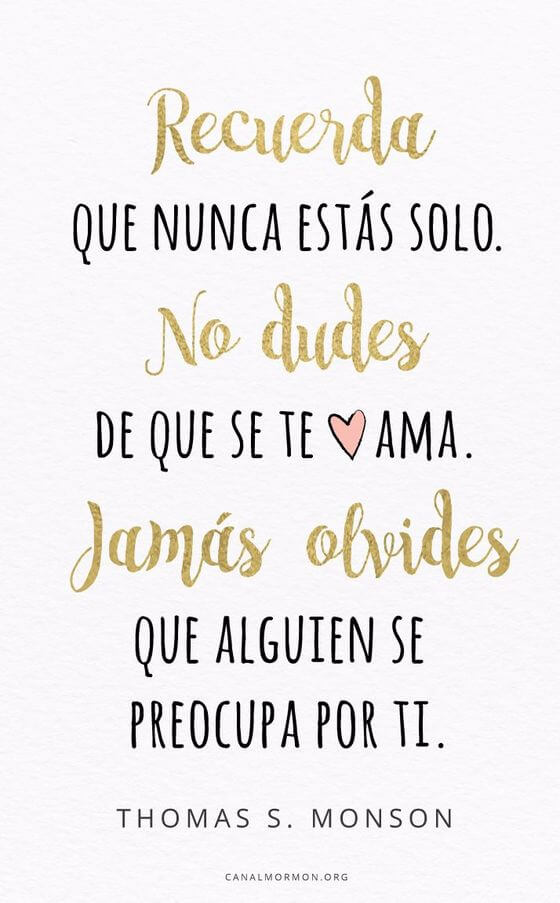 Recuerda
QUE NUNCA ESTÁS SOLO.
No dudes
DE QUE SE TE AMA.
Jamás olvides
QUE ALGUIEN SE
PREOCUPA POR TI.
THOMAS S. MONSON
CANALMORMON.ORG